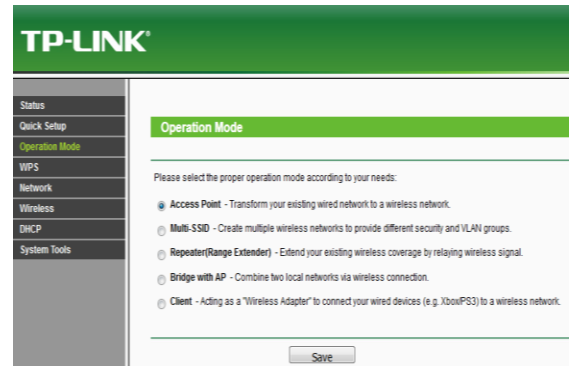 TP-LINK®
Status
Quick Setup
Operation Mode
WPS
Network
Wireless
DHCP
System Tools
Operation Mode
Please select the proper operation mode according to your needs:
Access Point - Transform your existing wired network to a wireless network.
Multi-SSID - Create multiple wireless networks to provide different security and VLAN groups.
Repeater(Range Extender) - Extend your existing wireless coverage by relaying wireless signal.
Bridge with AP - Combine two local networks via wireless connection.
Client - Acting as a "Wireless Adapter" to connect your wired devices (e.g. Xbox/PS3) to a wireless network.
Save